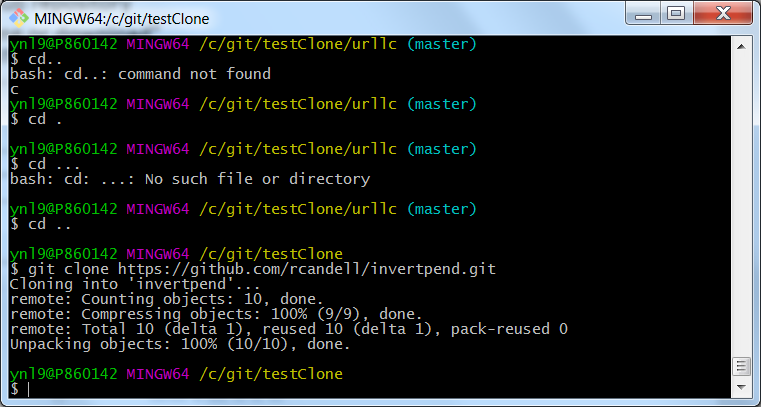 MINGW64:/c/git/testClone
ynl9@P860142 MINGW64 /c/git/testClone/urllc (master)
$ cd..
bash: cd..: command not found
c
ynl9@P860142 MINGW64 /c/git/testClone/urllc (master)
$ cd .
ynl9@P860142 MINGW64 /c/git/testClone/urllc (master)
$ cd ...
bash: cd: ...: No such file or directory
ynl9@P860142 MINGW64 /c/git/testClone/urllc (master)
$ cd ..
ynl9@P860142 MINGW64 /c/git/testClone
$ git clone https://github.com/rcandell/invertpend.git
Cloning into 'invertpend'...
remote: Counting objects: 10, done.
remote: Compressing objects: 100% (9/9), done.
remote: Total 10 (delta 1), reused 10 (delta 1), pack-reused 0
Unpacking objects: 100% (10/10), done.
ynl9@P860142 MINGW64 /c/git/testClone
$